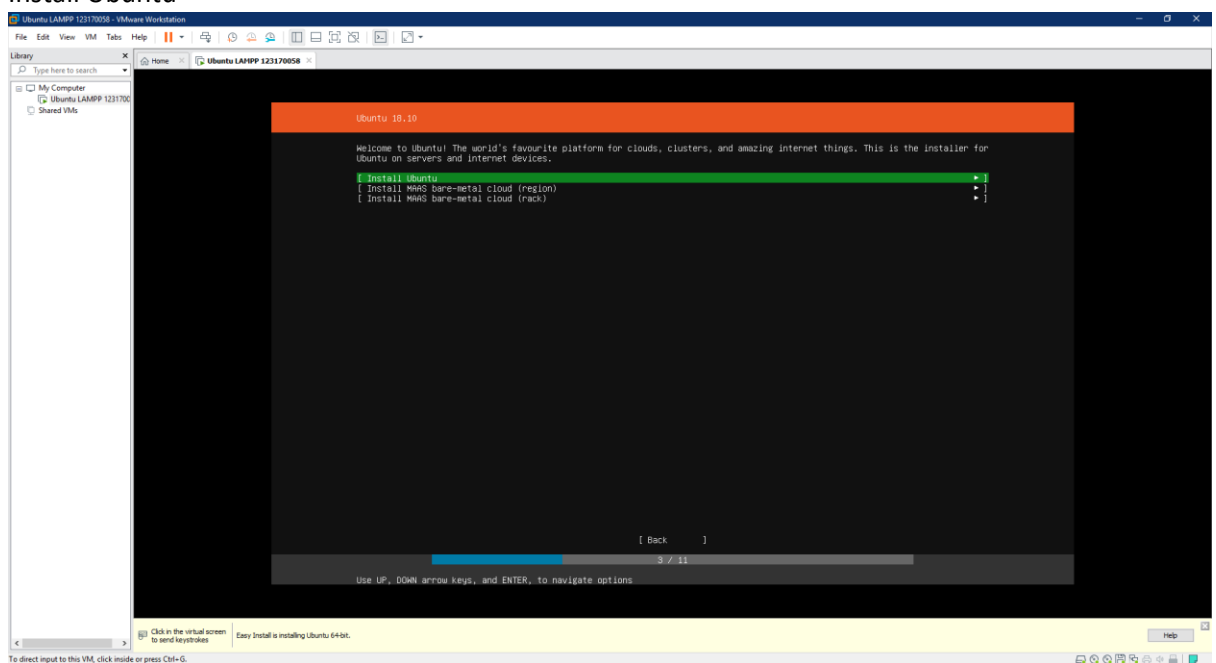 Install Ubuntu
Ubuntu LAMPP 123170058 - VMware Workstation
File Edit View VM Tabs Help
Library
Home
Ubuntu LAMPP 123170058
Type here to search
My Computer
Ubuntu LAMPP 1231700
Shared VMs
Ubuntu 18.10
Welcome to Ubuntu! The world's favourite platform for clouds, clusters, and amazing internet things. This is the installer for
Ubuntu on servers and internet devices.
[ Install Ubuntu ► ]
[ Install MAAS bare-metal cloud (region) ► ]
[ Install MAAS bare-metal cloud (rack) ► ]
[ Back ]
3 / 11
Use UP, DOWN arrow keys, and ENTER, to navigate options
Click in the virtual screen
to send keystrokes
Easy Install is installing Ubuntu 64-bit.
Help
To direct input to this VM, click inside or press Ctrl+G.